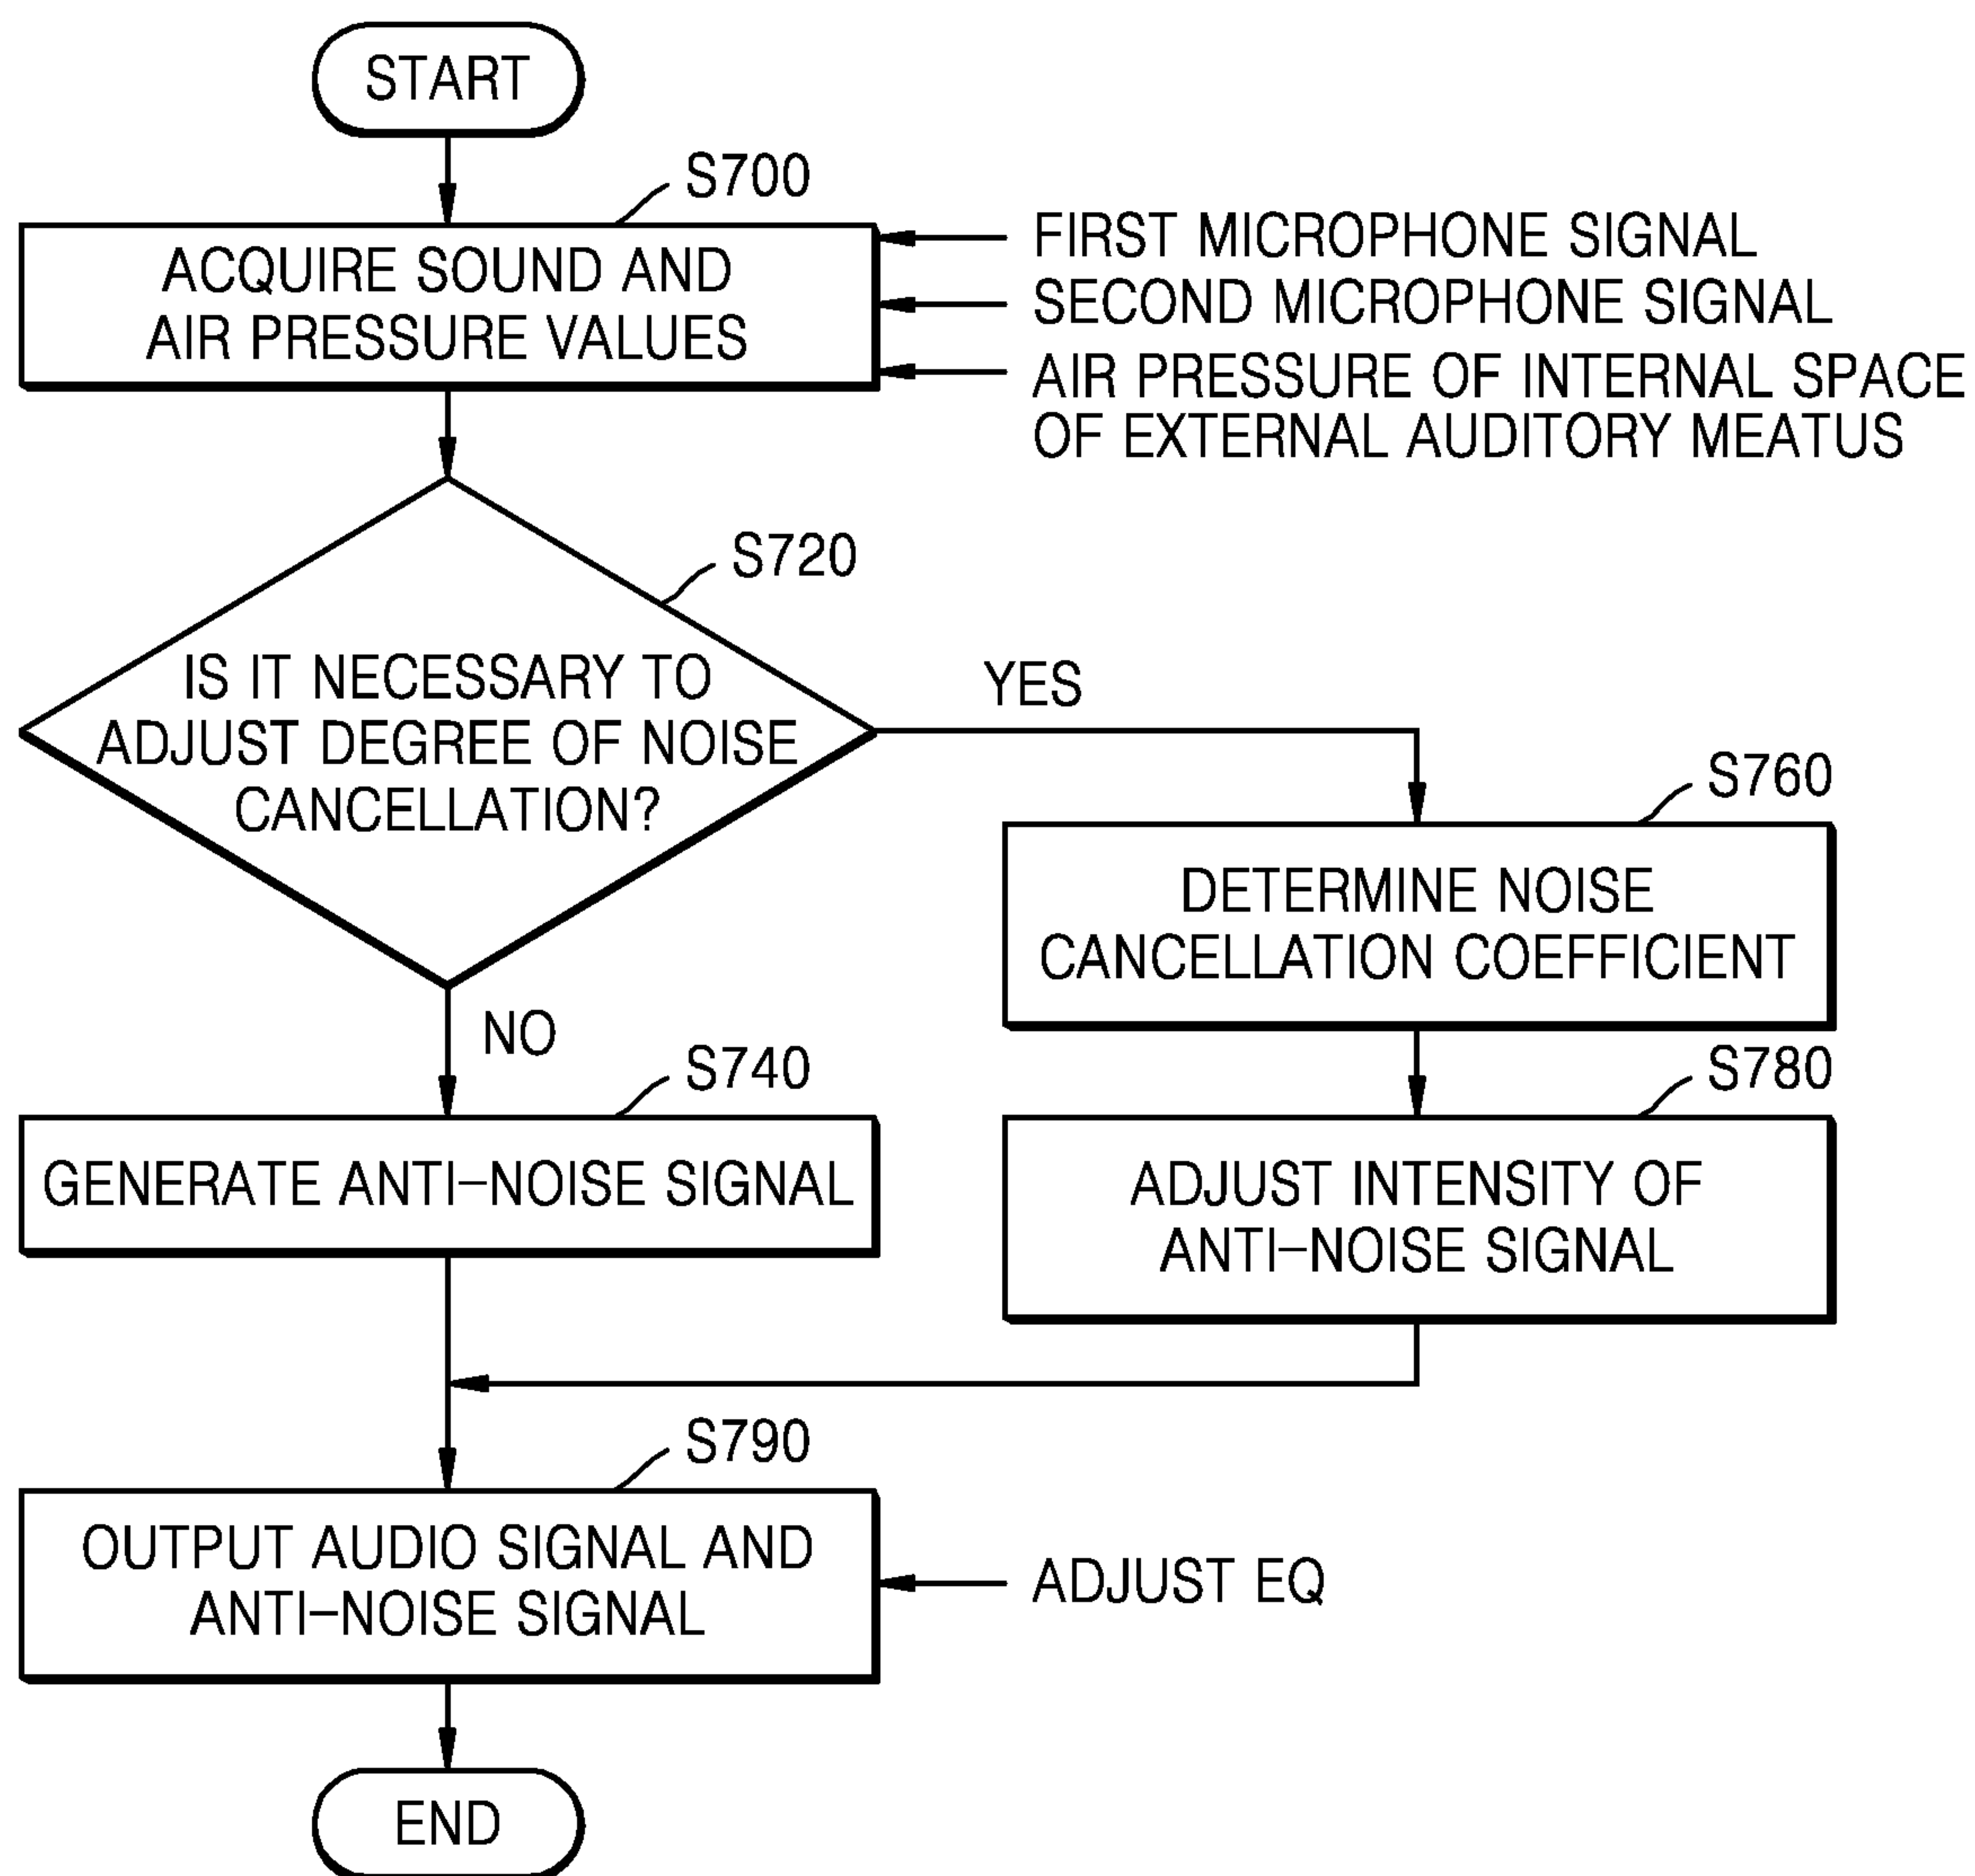 START
S700
ACQUIRE SOUND AND
AIR PRESSURE VALUES
FIRST MICROPHONE SIGNAL
SECOND MICROPHONE SIGNAL
AIR PRESSURE OF INTERNAL SPACE
OF EXTERNAL AUDITORY MEATUS
S720
IS IT NECESSARY TO
ADJUST DEGREE OF NOISE
CANCELLATION?
YES
S760
DETERMINE NOISE
CANCELLATION COEFFICIENT
NO
S740
GENERATE ANTI-NOISE SIGNAL
S780
ADJUST INTENSITY OF
ANTI-NOISE SIGNAL
S790
OUTPUT AUDIO SIGNAL AND
ANTI-NOISE SIGNAL
ADJUST EQ
END